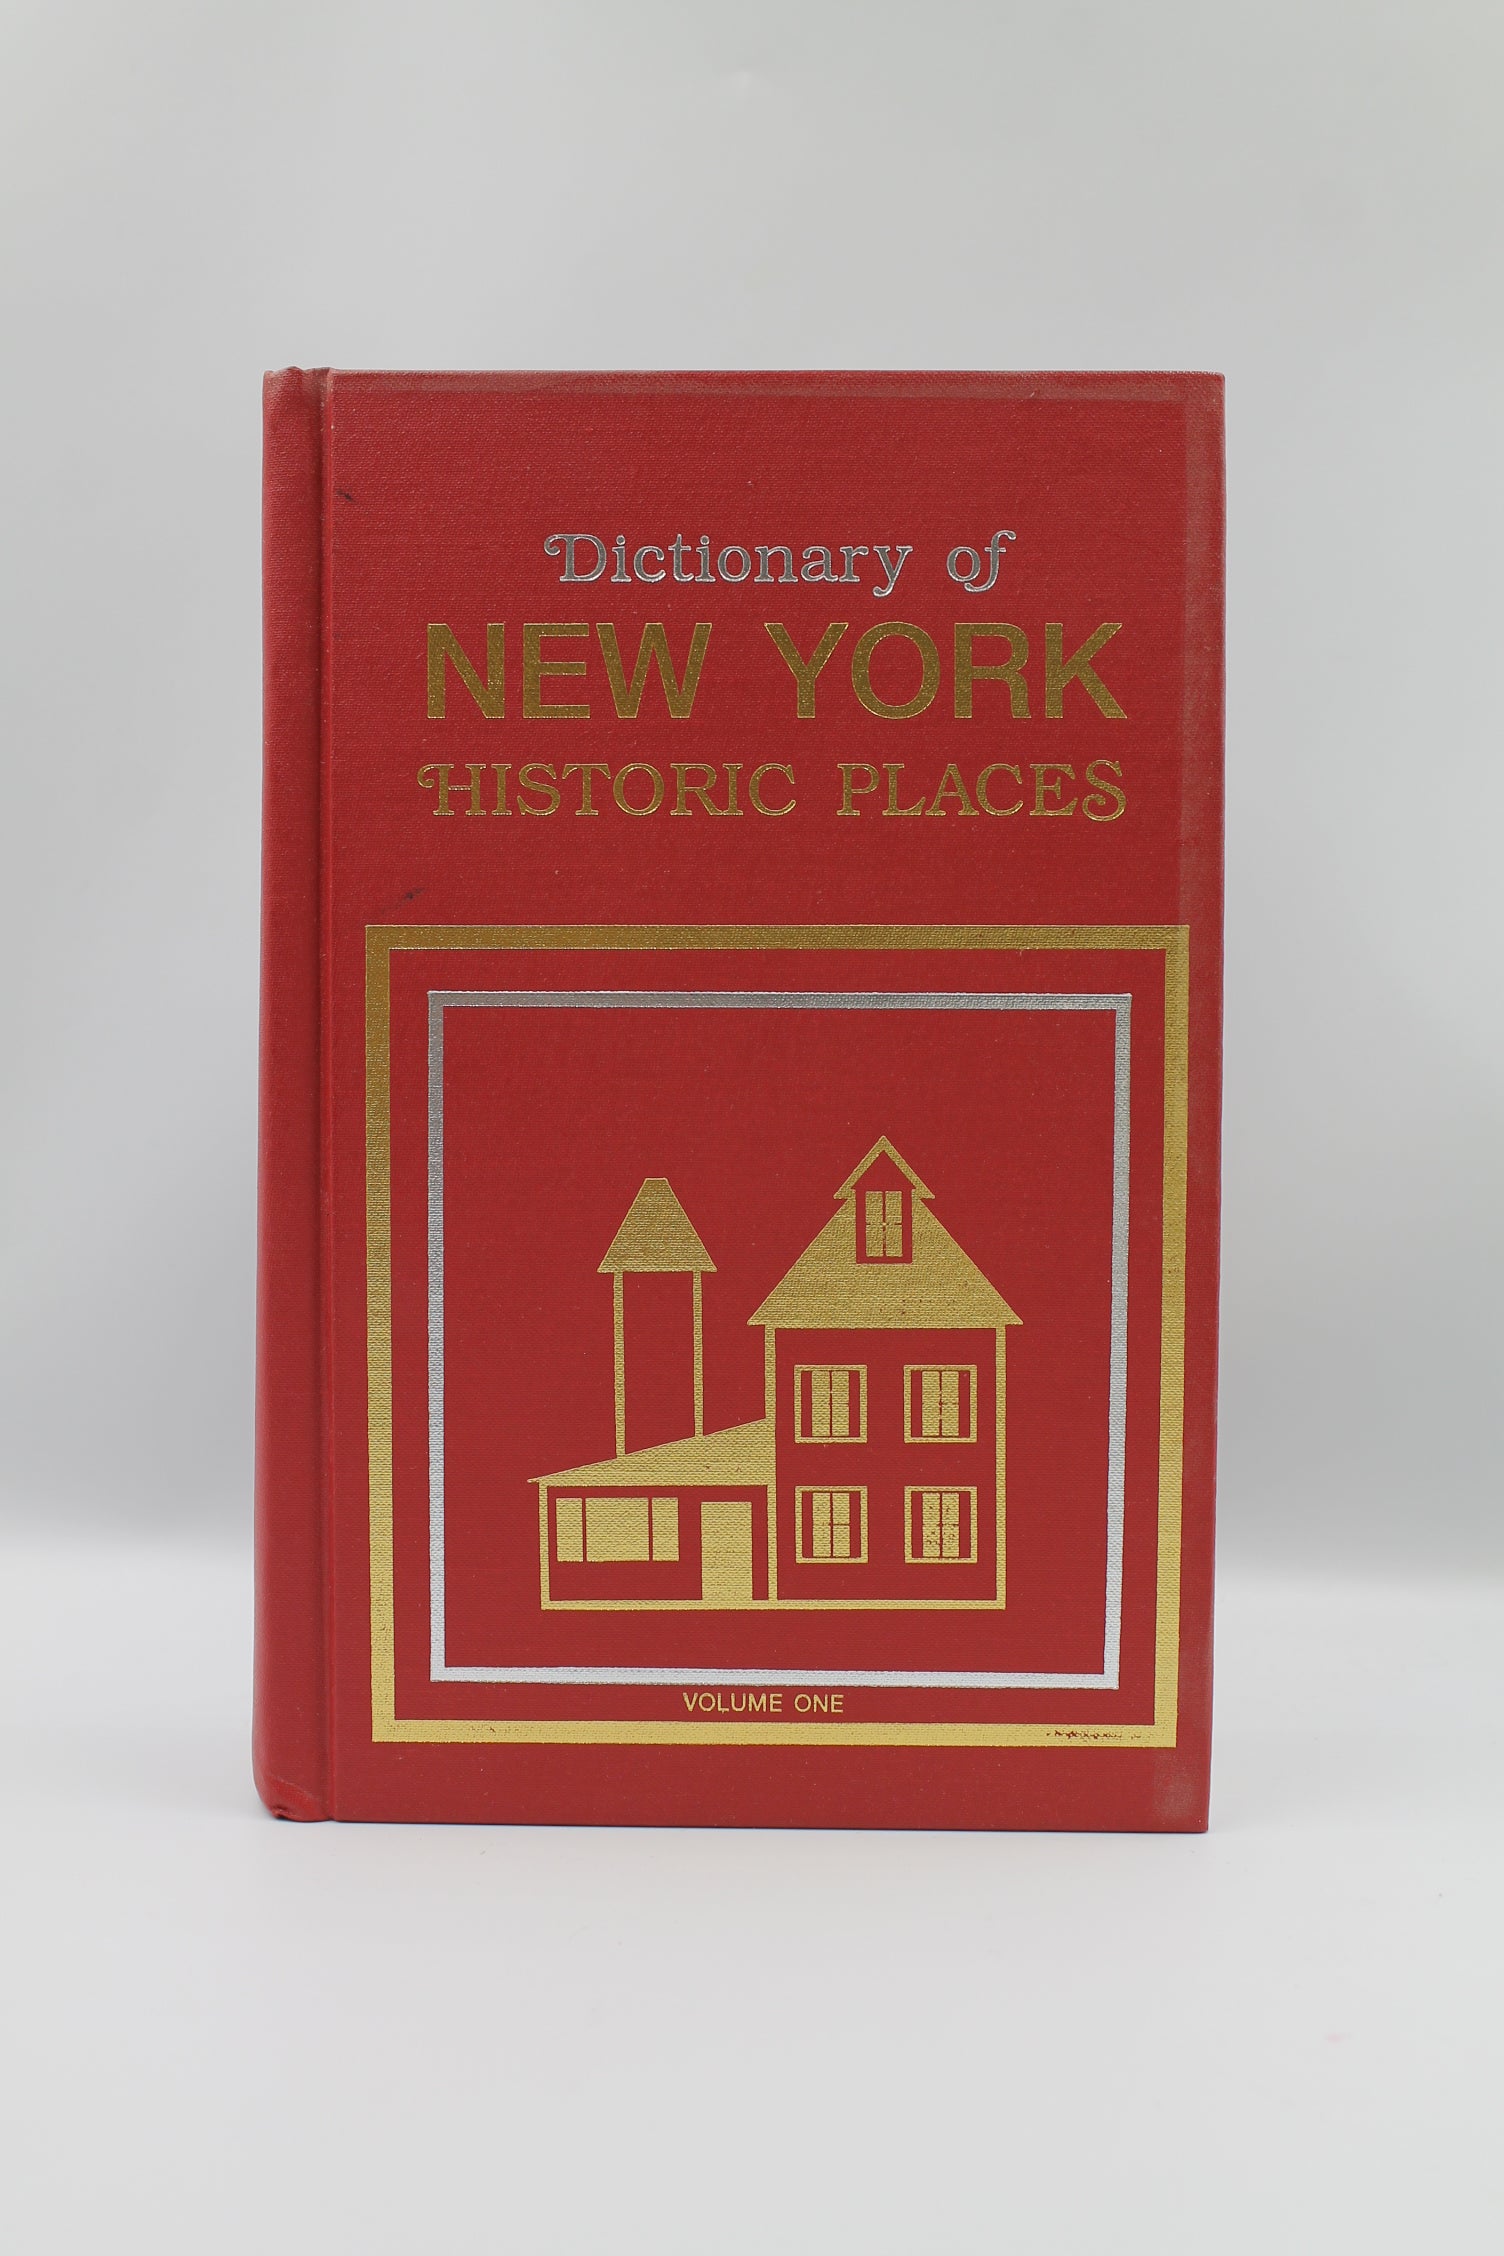 Dictionary of
NEW YORK
HISTORIC PLACES
VOLUME ONE